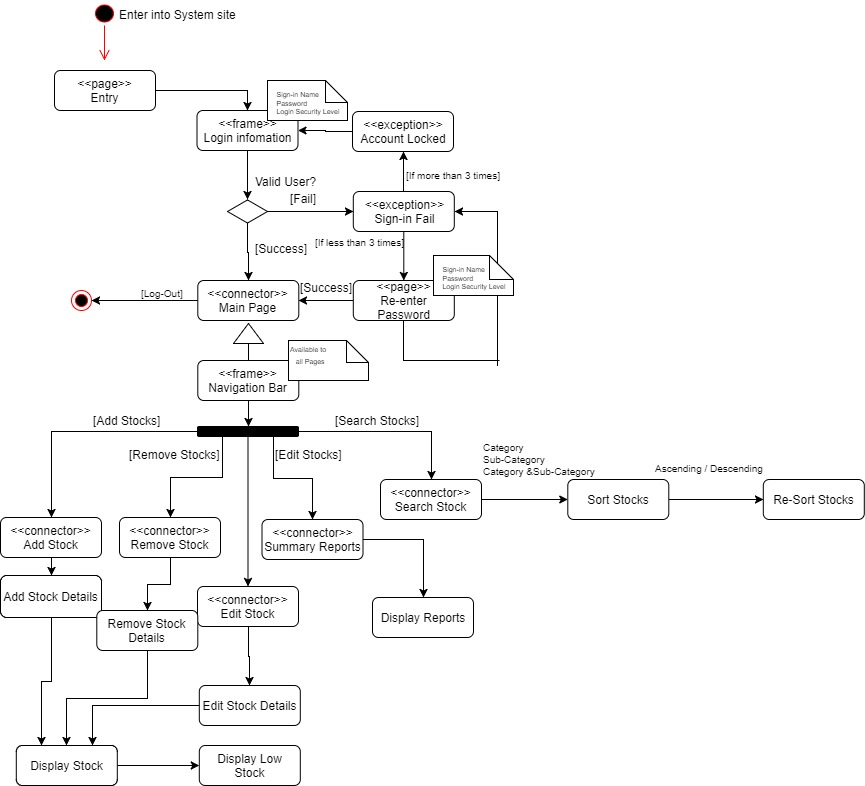 Enter into System site
<<page>>
Entry
Sign-in Name
Password
Login Security Level
<<frame>>
Login infomation
<<exception>>
Account Locked
[If more than 3 times]
Valid User?
[Fail]
<<exception>>
Sign-in Fail
[If less than 3 times]
[Success]
Sign-in Name
Password
Login Security Level
[Log-Out]
<<connector>>
Main Page
[Success]
<<page>>
Re-enter
Password
Available to
all Pages
<<frame>>
Navigation Bar
[Add Stocks]
[Search Stocks]
[Remove Stocks]
[Edit Stocks]
Category
Sub-Category
Category &Sub-Category
Ascending / Descending
<<connector>>
Search Stock
Sort Stocks
Re-Sort Stocks
<<connector>>
Add Stock
<<connector>>
Remove Stock
<<connector>>
Summary Reports
Add Stock Details
<<connector>>
Edit Stock
Remove Stock
Details
Display Reports
Edit Stock Details
Display Stock
Display Low
Stock